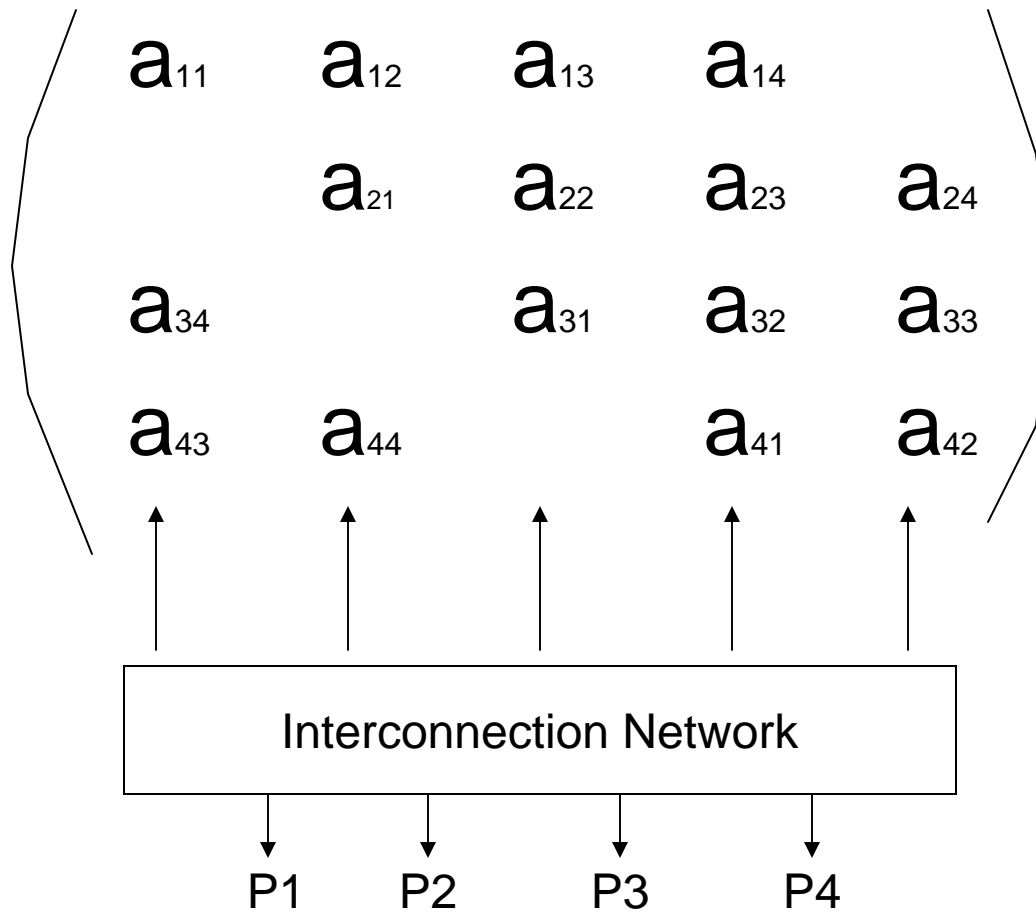 a11 a12 a13 a14
a21 a22 a23 a24
a34 a31 a32 a33
a43 a44 a41 a42
Interconnection Network
P1 P2 P3 P4